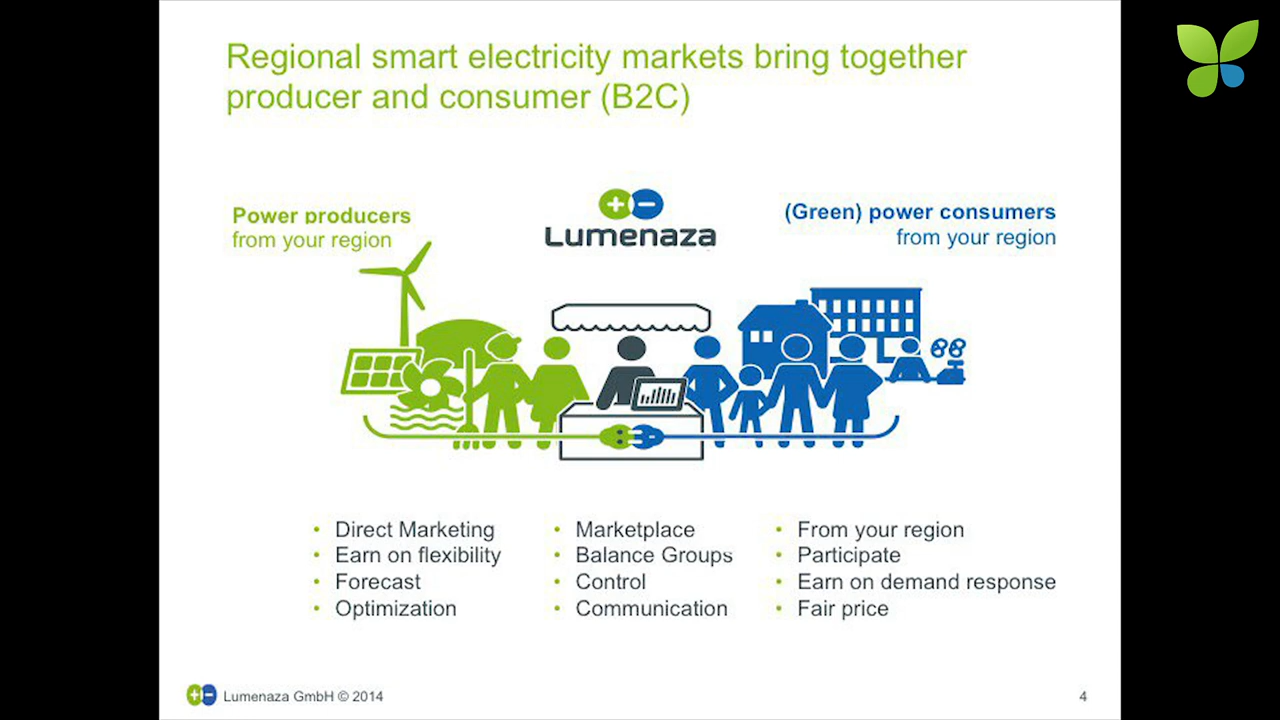 Regional smart electricity markets bring together
producer and consumer (B2C)
Power producers
from your region
Lumenaza
(Green) power consumers
from your region
• Direct Marketing
• Earn on flexibility
• Forecast
• Optimization
• Marketplace
• Balance Groups
• Control
• Communication
• From your region
• Participate
• Earn on demand response
• Fair price
Lumenaza GmbH © 2014
4